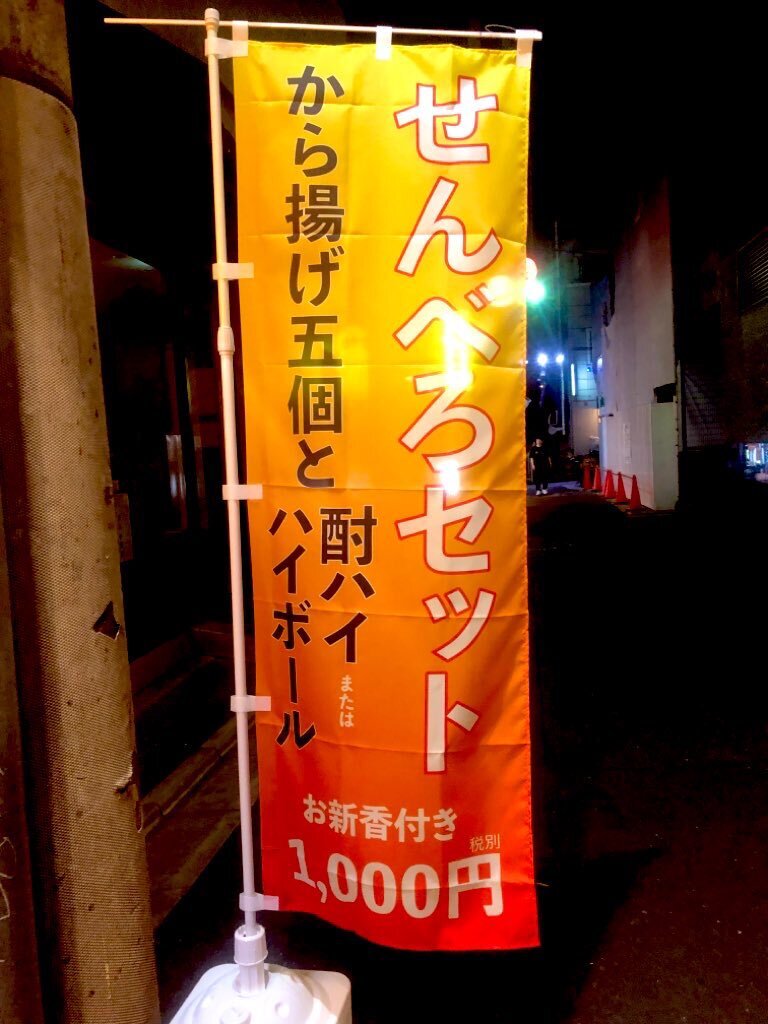 せんべろセット
から揚げ五個と
酎ハイ
または
ハイボール
お新香付き
税別
1,000円